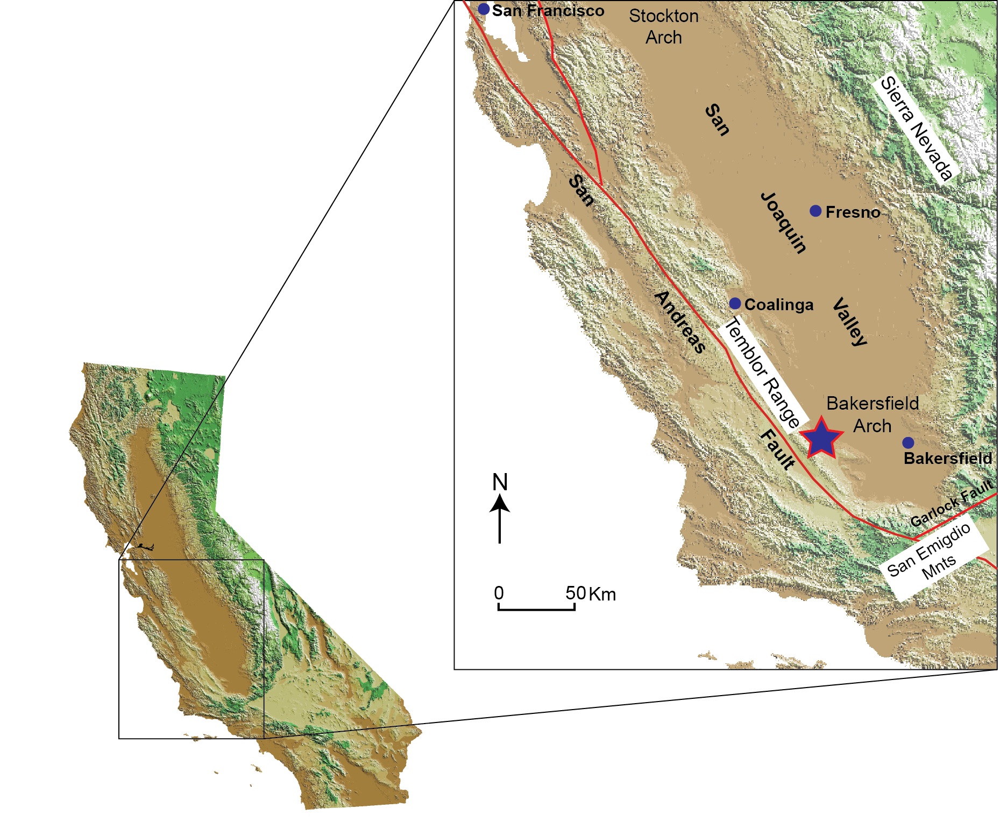 San Francisco
Stockton
Arch
Sierra Nevada
San
Joaquin
Valley
Fresno
San
Andreas
Fault
Coalinga
Temblor Range
Bakersfield
Arch
Bakersfield
Garlock Fault
San Emigdio
Mnts
N
0 50 Km